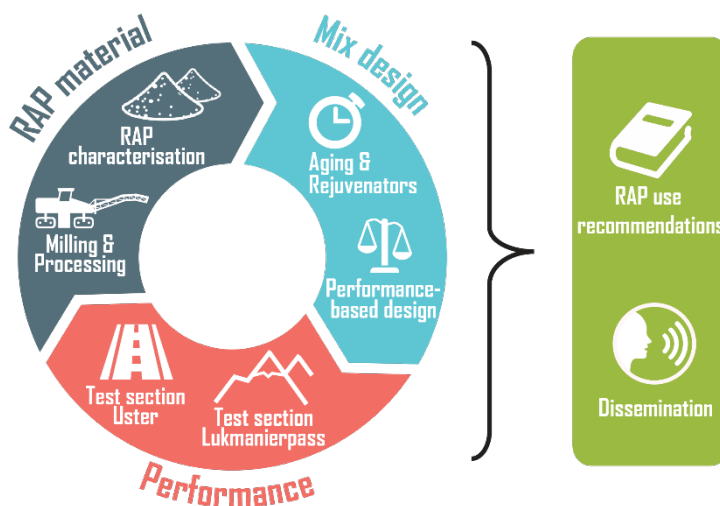 RAP material
RAP
characterisation
Milling &
Processing
Mix design
Aging &
Rejuvenators
Performance-
based design
Test section
Uster
Test section
Lukmanierpass
Performance
RAP use
recommendations
Dissemination